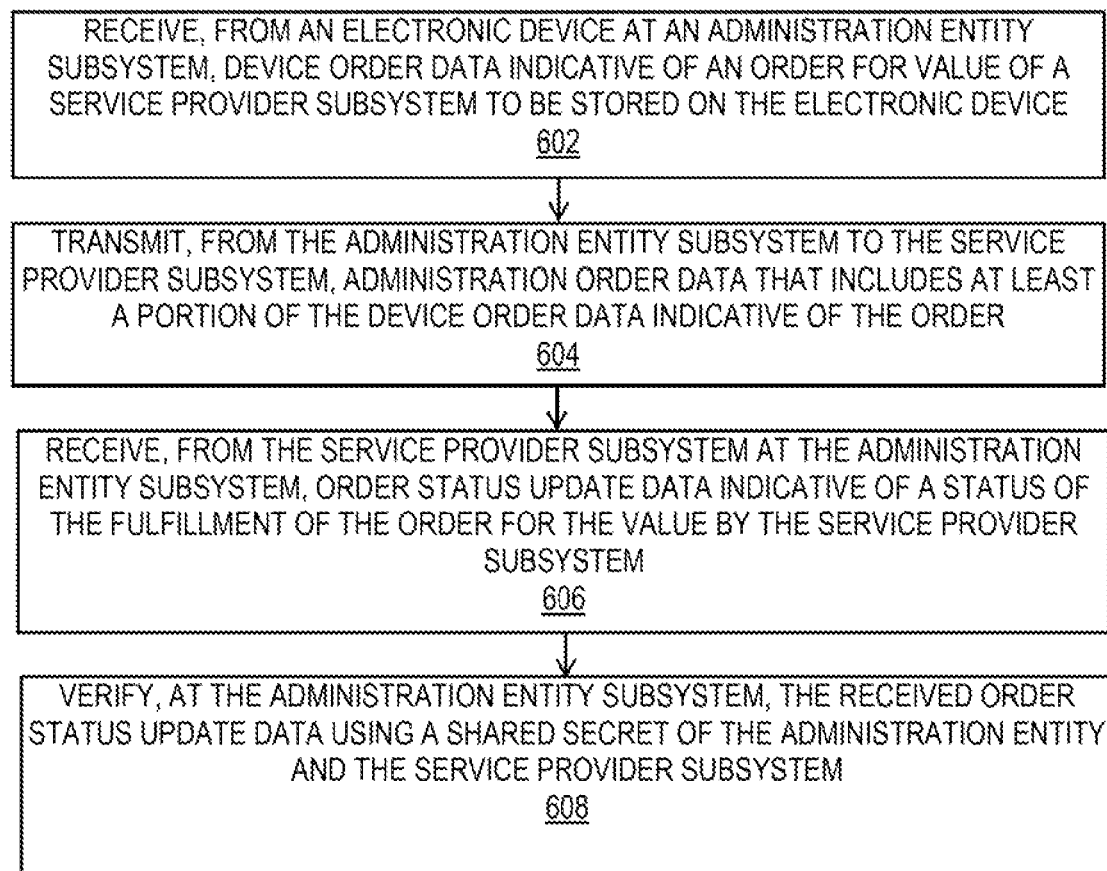 RECEIVE, FROM AN ELECTRONIC DEVICE AT AN ADMINISTRATION ENTITY
SUBSYSTEM, DEVICE ORDER DATA INDICATIVE OF AN ORDER FOR VALUE OF A
SERVICE PROVIDER SUBSYSTEM TO BE STORED ON THE ELECTRONIC DEVICE
602
TRANSMIT, FROM THE ADMINISTRATION ENTITY SUBSYSTEM TO THE SERVICE
PROVIDER SUBSYSTEM, ADMINISTRATION ORDER DATA THAT INCLUDES AT LEAST
A PORTION OF THE DEVICE ORDER DATA INDICATIVE OF THE ORDER
604
RECEIVE, FROM THE SERVICE PROVIDER SUBSYSTEM AT THE ADMINISTRATION
ENTITY SUBSYSTEM, ORDER STATUS UPDATE DATA INDICATIVE OF A STATUS OF
THE FULFILLMENT OF THE ORDER FOR THE VALUE BY THE SERVICE PROVIDER
SUBSYSTEM
606
VERIFY, AT THE ADMINISTRATION ENTITY SUBSYSTEM, THE RECEIVED ORDER
STATUS UPDATE DATA USING A SHARED SECRET OF THE ADMINISTRATION ENTITY
AND THE SERVICE PROVIDER SUBSYSTEM
608